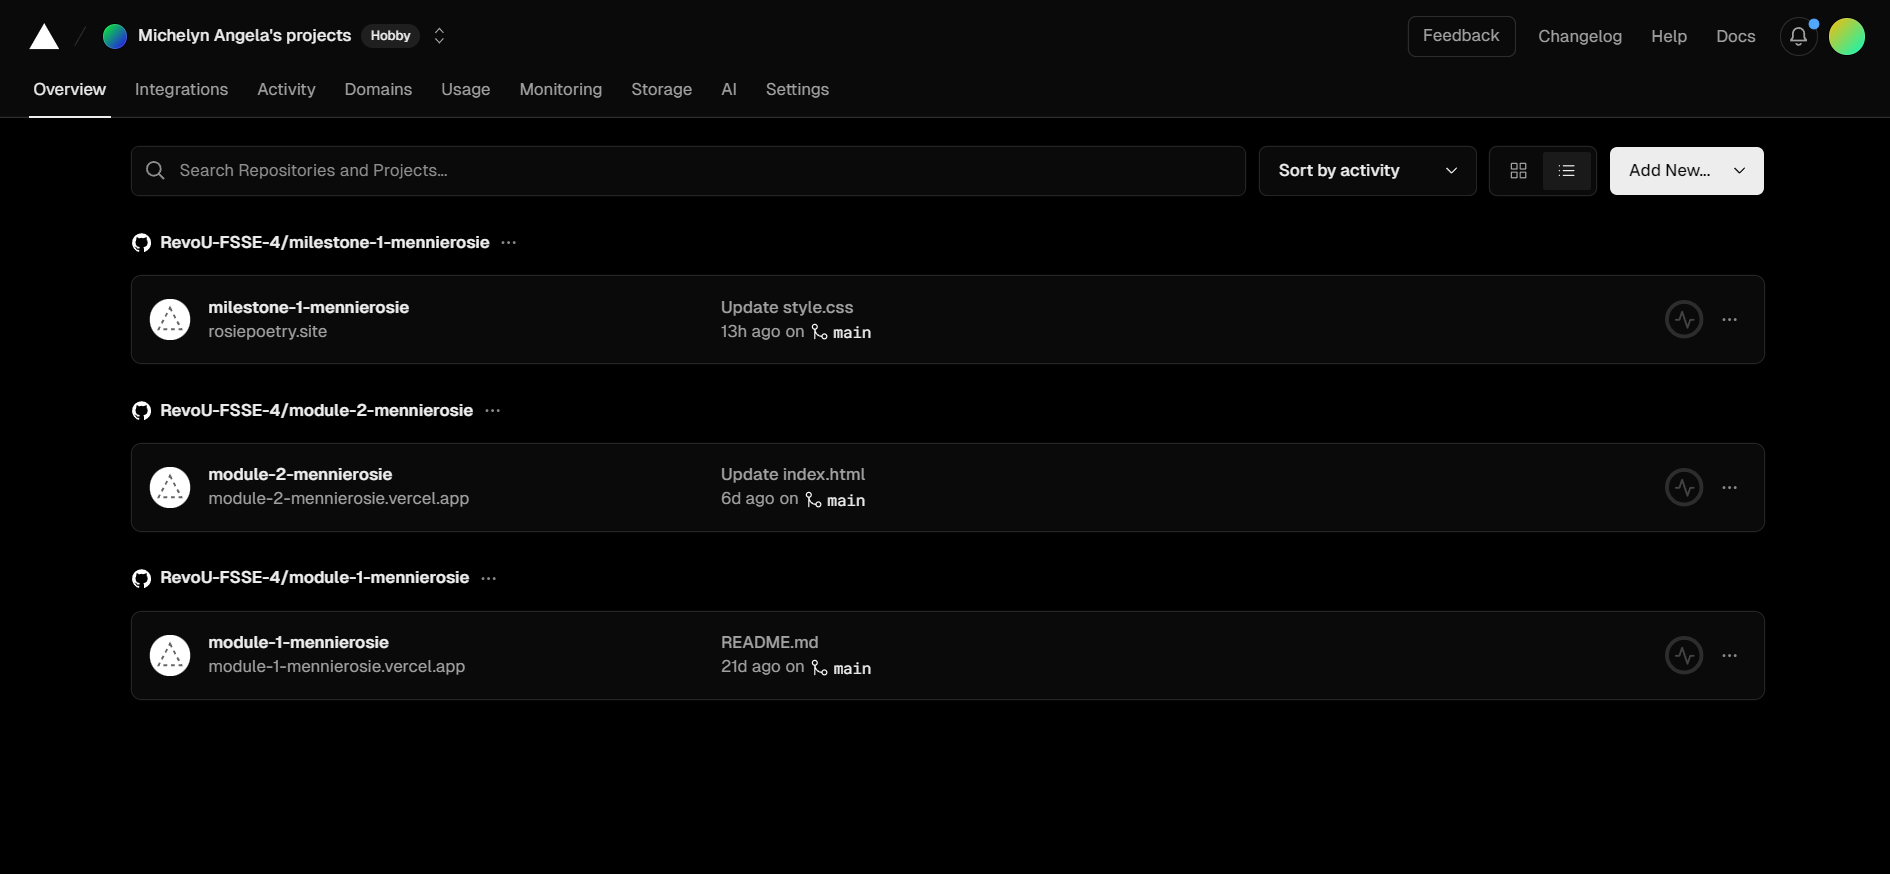 Michelyn Angela's projects Hobby
Feedback Changelog Help Docs
Overview Integrations Activity Domains Usage Monitoring Storage AI Settings
Search Repositories and Projects...
Sort by activity
Add New...
RevoU-FSSE-4/milestone-1-mennierosie
milestone-1-mennierosie
rosiepoetry.site
Update style.css
13h ago on main
RevoU-FSSE-4/module-2-mennierosie
module-2-mennierosie
module-2-mennierosie.vercel.app
Update index.html
6d ago on main
RevoU-FSSE-4/module-1-mennierosie
module-1-mennierosie
module-1-mennierosie.vercel.app
README.md
21d ago on main